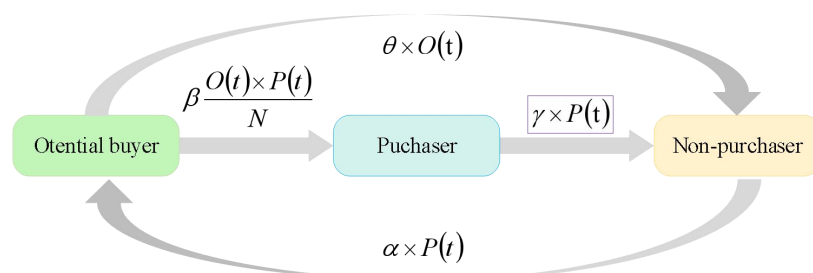 θ×O(t)
β O(t)×P(t) / N
γ×P(t)
Otential buyer
Puchaser
Non-purchaser
α×P(t)